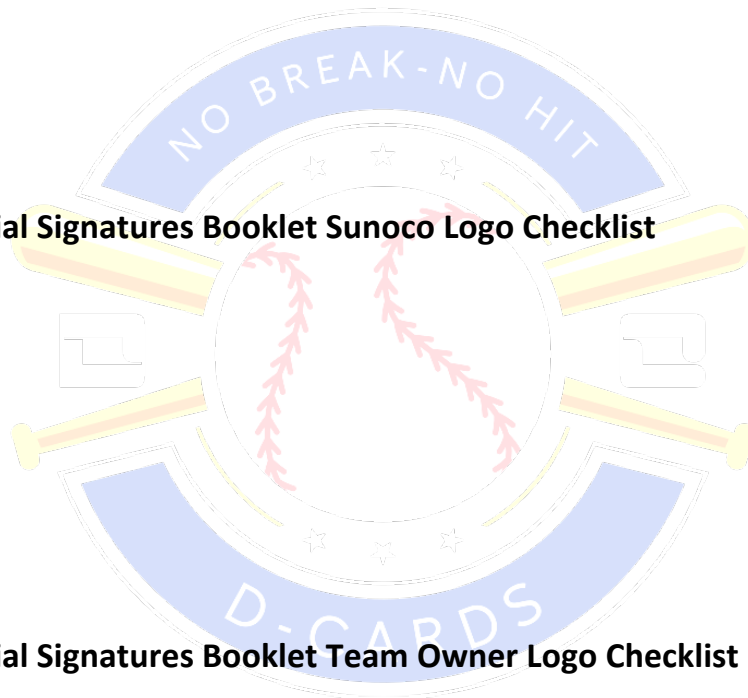 NO BREAK-NO HIT
ial Signatures Booklet Sunoco Logo Checklist
ial Signatures Booklet Team Owner Logo Checklist
D-CARDS